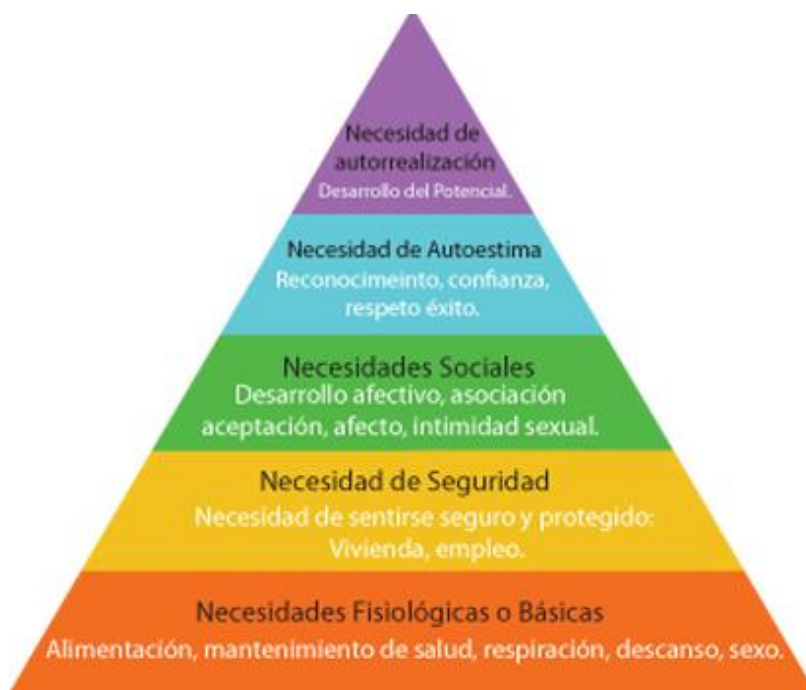 Necesidad de
autorrealización
Desarrollo del Potencial.
Necesidad de Autoestima
Reconocimeinto, confianza,
respeto éxito.
Necesidades Sociales
Desarrollo afectivo, asociación
aceptación, afecto, intimidad sexual.
Necesidad de Seguridad
Necesidad de sentirse seguro y protegido:
Vivienda, empleo.
Necesidades Fisiológicas o Básicas
Alimentación, mantenimiento de salud, respiración, descanso, sexo.